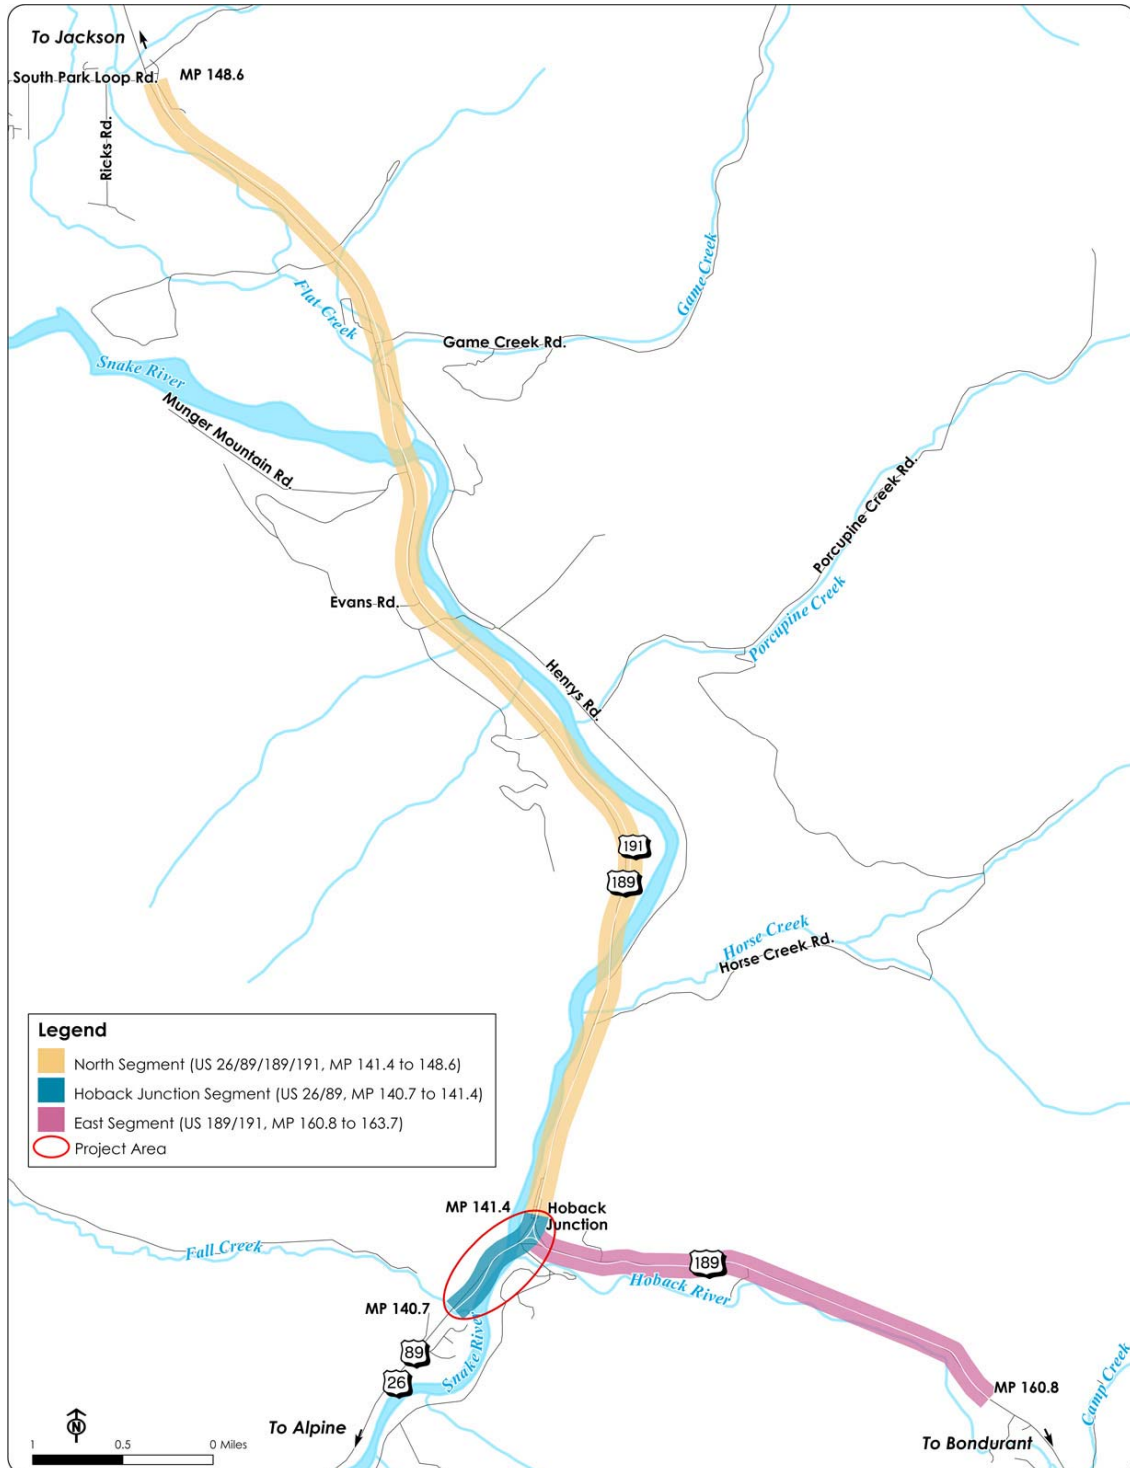 To Jackson
South Park Loop Rd.
MP 148.6
Ricks Rd.
Game Creek
Flat Creek
Game Creek Rd.
Snake River
Munger Mountain Rd.
Porcupine Creek Rd.
Evans Rd.
Porcupine Creek
Henrys Rd.
191
189
Horse Creek
Horse Creek Rd.
Legend
North Segment (US 26/89/189/191, MP 141.4 to 148.6)
Hoback Junction Segment (US 26/89, MP 140.7 to 141.4)
East Segment (US 189/191, MP 160.8 to 163.7)
Project Area
MP 141.4
Hoback
Junction
Fall Creek
189
Hoback River
MP 140.7
Snake River
89
26
MP 160.8
Camp Creek
To Alpine
To Bondurant
N
1 0.5 0 Miles